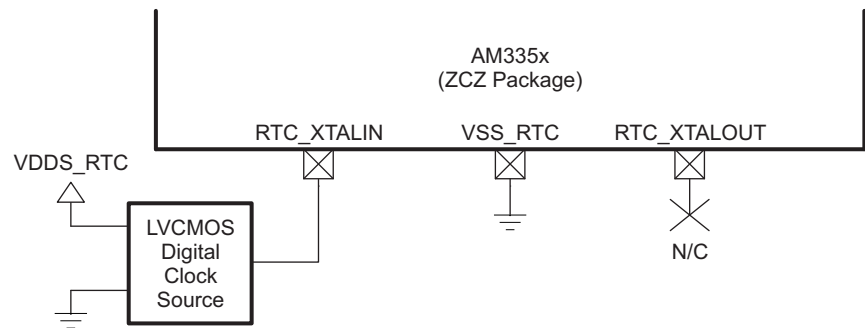 AM335x
(ZCZ Package)
RTC_XTALIN
VSS_RTC
RTC_XTALOUT
VDDS_RTC
LVCMOS
Digital
Clock
Source
N/C